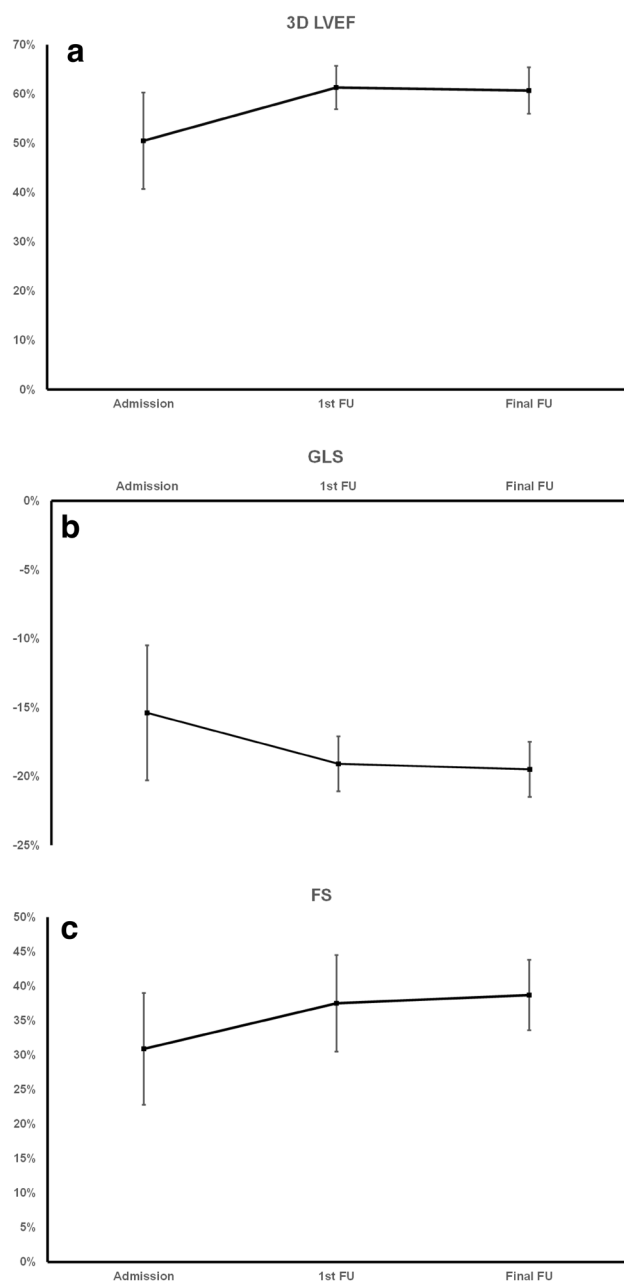 3D LVEF
a
70%
60%
50%
40%
30%
20%
10%
0%
Admission 1st FU Final FU
GLS
Admission 1st FU Final FU
0%
b
-5%
-10%
-15%
-20%
-25%
FS
50%
c
45%
40%
35%
30%
25%
20%
15%
10%
5%
0%
Admission 1st FU Final FU